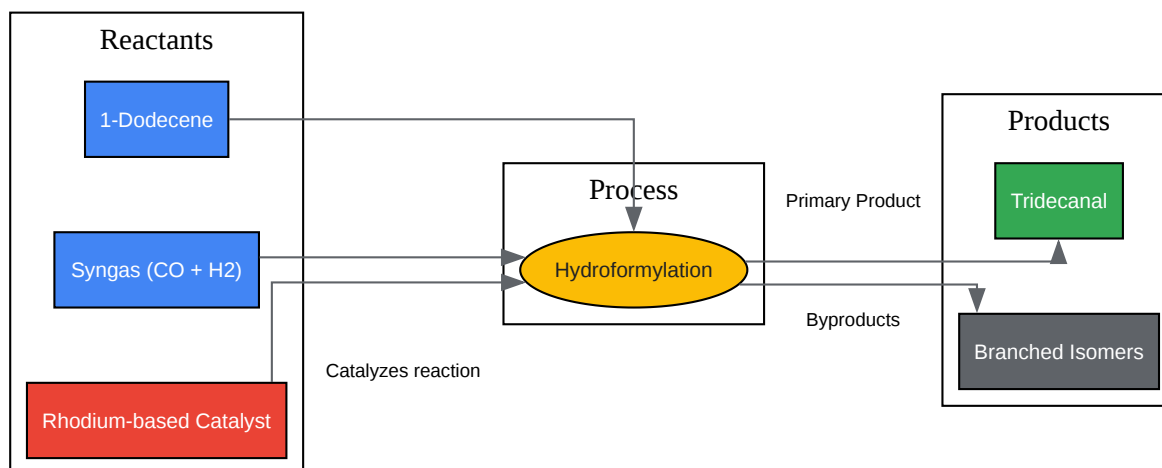 Reactants
1-Dodecene
Syngas (CO + H2)
Rhodium-based Catalyst
Catalyzes reaction
Process
Hydroformylation
Primary Product
Byproducts
Products
Tridecanal
Branched Isomers